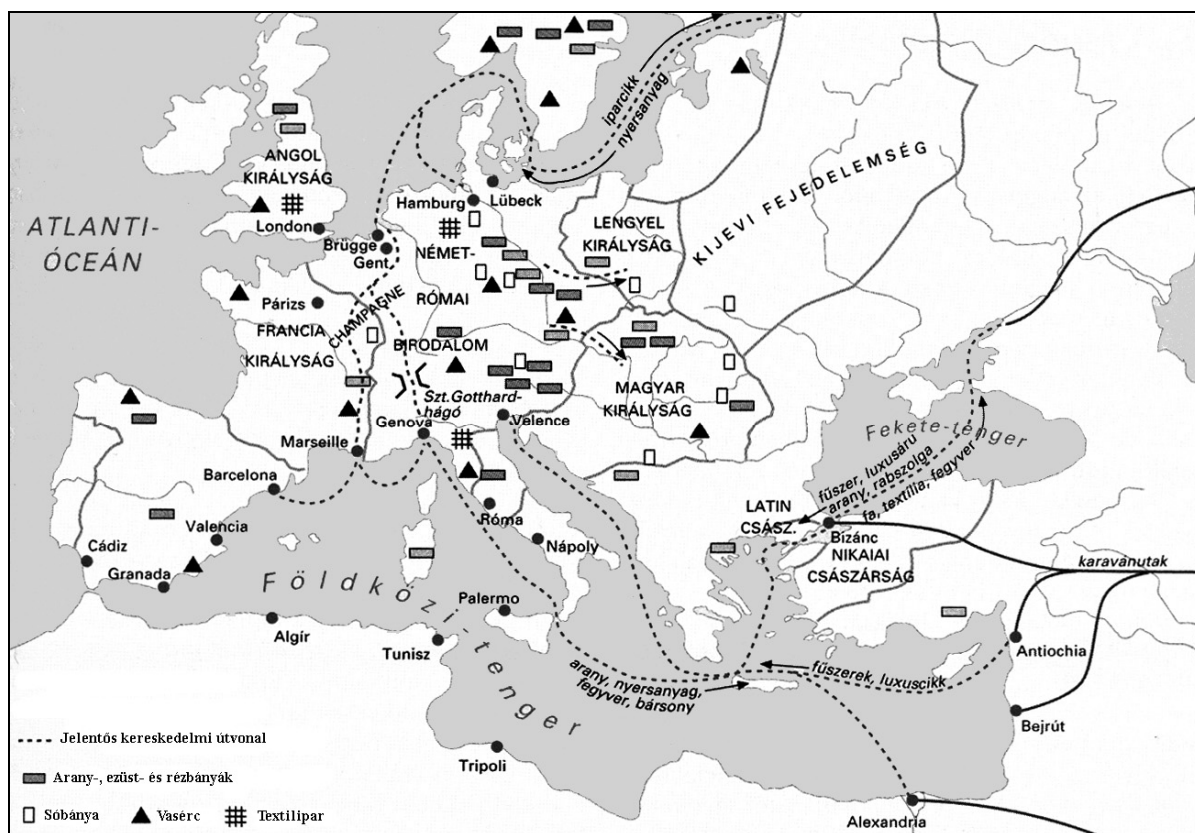 iparcikk
nyersanyag
ANGOL
KIRÁLYSÁG
London
ATLANTI-
ÓCEÁN
Hamburg
Lübeck
Brügge
Gent
NÉMET-
RÓMAI
BIRODALOM
LENGYEL
KIRÁLYSÁG
KIJEVI FEJEDELEMSÉG
Párizs
CHAMPAGNE
FRANCIA
KIRÁLYSÁG
Szt. Gotthard-
hágó
MAGYAR
KIRÁLYSÁG
Genova
Velence
Marseille
Barcelona
Valencia
Cádiz
Granada
Róma
Nápoly
Fekete-tenger
fűszer, luxusáru
arany, rabszolga
fa, textília, fegyver
LATIN
CSÁSZ.
Bizánc
NIKAIAI
CSÁSZÁRSÁG
karavánutak
Földközi-tenger
Palermo
Algír
Tunisz
Antiochia
arany, nyersanyag,
fegyver, bársony
fűszerek, luxuscikk
Bejrút
Tripoli
Alexandria
Jelentős kereskedelmi útvonal
Arany-, ezüst- és rézbányák
Sóbánya
Vasérc
Textilipar